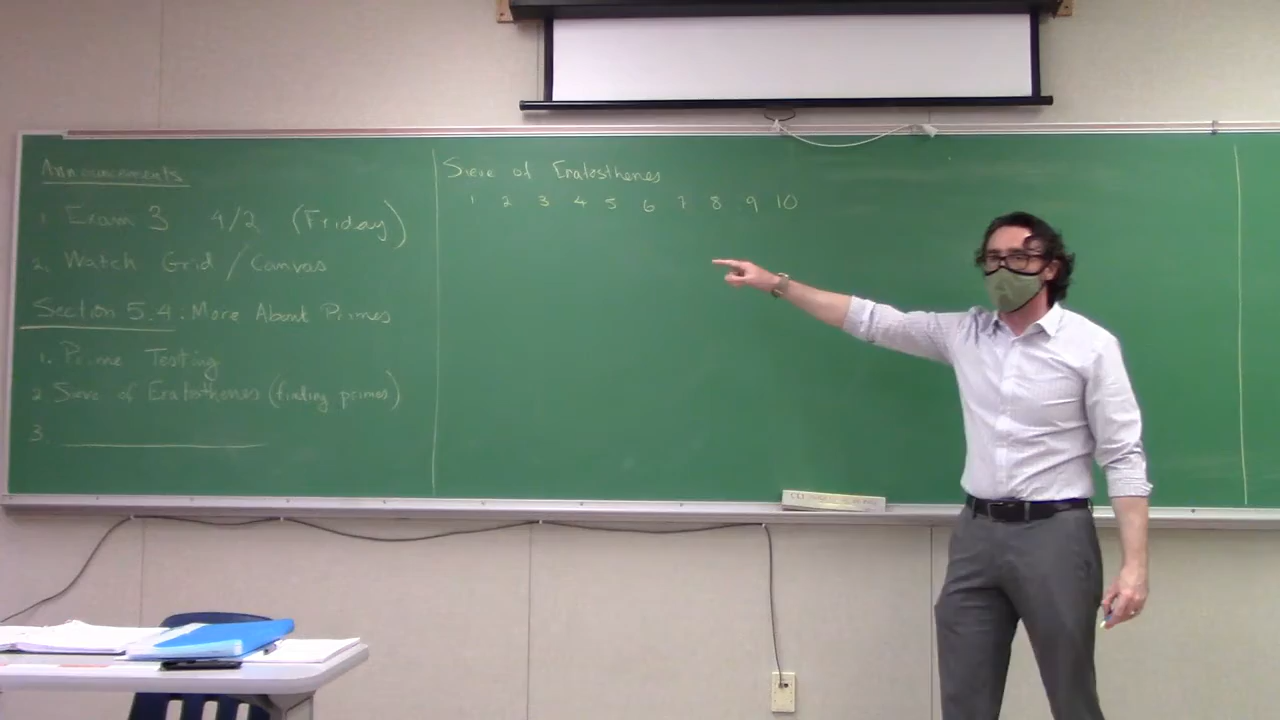 Announcements
1. Exam 3 4/2 (Friday)
2. Watch Grid / Canvas
Section 5.4: More About Primes
1. Prime Testing
2. Sieve of Eratosthenes (finding primes)
3.
Sieve of Eratosthenes
1 2 3 4 5 6 7 8 9 10